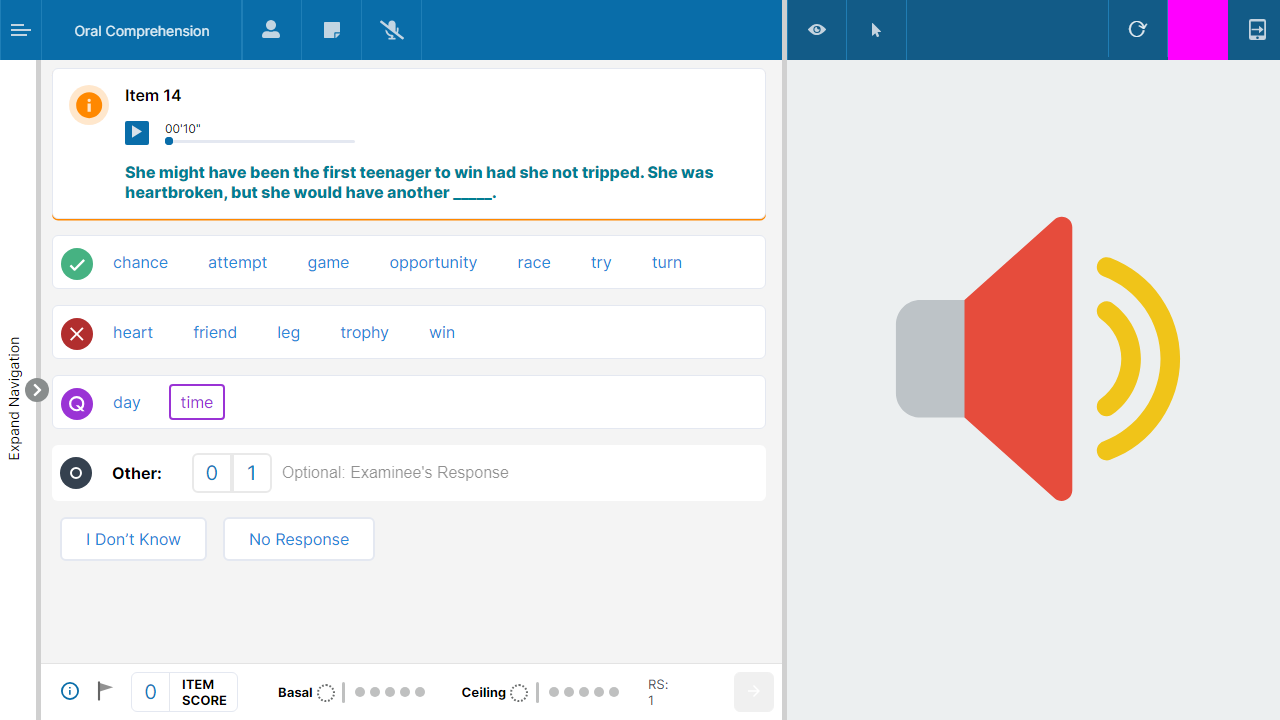 Oral Comprehension
Item 14
00'10"
She might have been the first teenager to win had she not tripped. She was
heartbroken, but she would have another _____.
chance attempt game opportunity race try turn
heart friend leg trophy win
day time
Other: 0 1 Optional: Examinee's Response
I Don't Know No Response
Expand Navigation
0 ITEM
SCORE
Basal
Ceiling
RS:
1